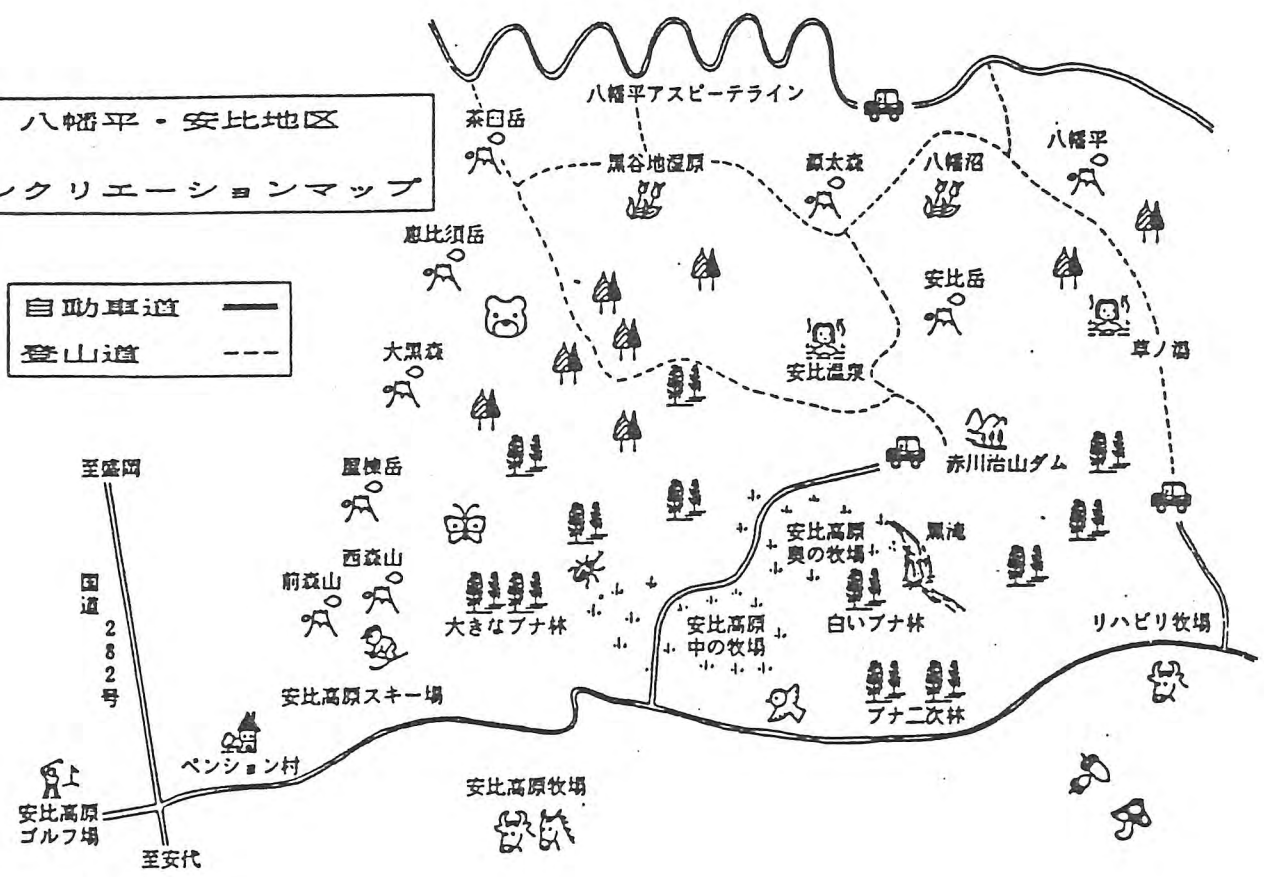 八幡平・安比地区
レクリエーションマップ
自動車道
登山道
八幡平アスピーテライン
茶臼岳
黒谷地湿原
源太森
八幡沼
八幡平
恵比須岳
安比岳
大黒森
安比温泉
草ノ湯
至盛岡
屋棟岳
赤川治山ダム
安比高原
奥の牧場
黒滝
国道282号
西森山
前森山
大きなブナ林
安比高原
中の牧場
白いブナ林
リハビリ牧場
安比高原スキー場
ブナ二次林
ペンション村
安比高原牧場
安比高原
ゴルフ場
至安代